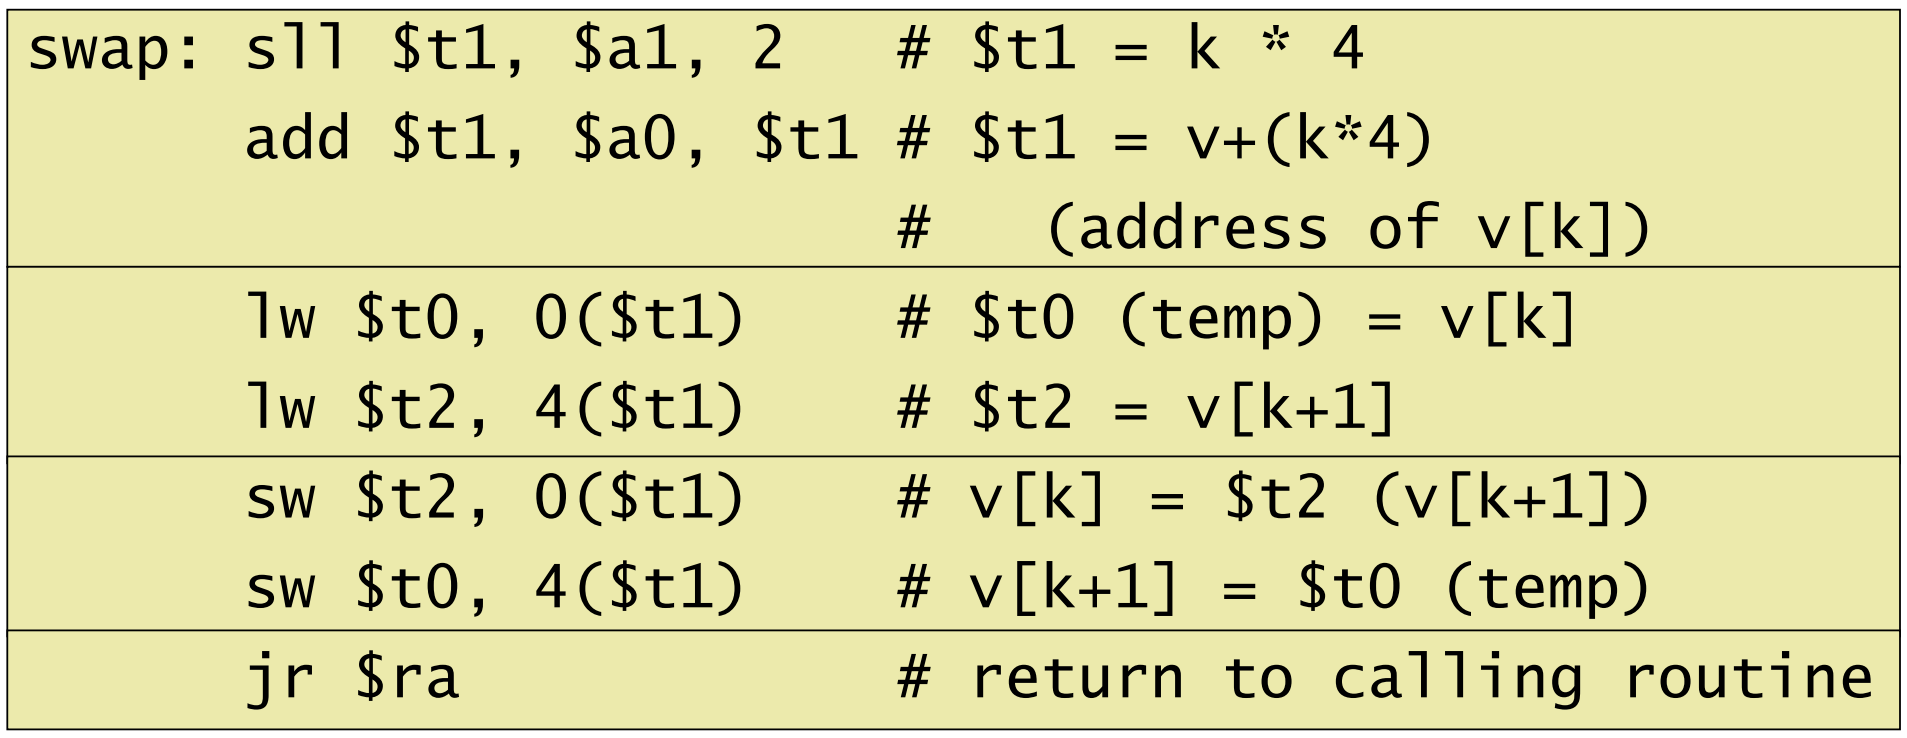 swap: sll $t1, $a1, 2   # $t1 = k * 4
      add $t1, $a0, $t1 # $t1 = v+(k*4)
                        #   (address of v[k])
      lw $t0, 0($t1)    # $t0 (temp) = v[k]
      lw $t2, 4($t1)    # $t2 = v[k+1]
      sw $t2, 0($t1)    # v[k] = $t2 (v[k+1])
      sw $t0, 4($t1)    # v[k+1] = $t0 (temp)
      jr $ra            # return to calling routine